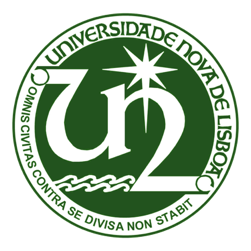 UNIVERSIDADE NOVA DE LISBOA
OMNIS CIVITAS CONTRA SE DIVISA NON STABIT